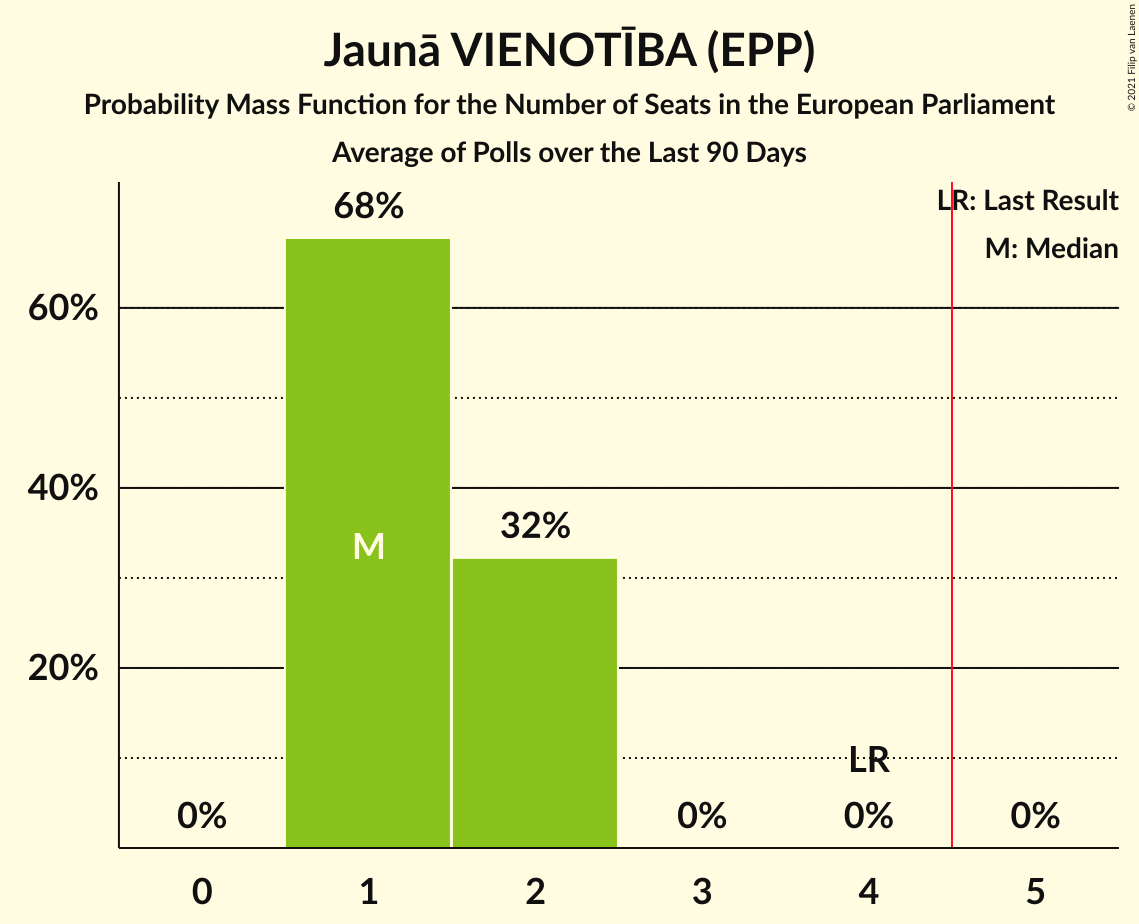 Jaunā VIENOTĪBA (EPP)
Probability Mass Function for the Number of Seats in the European Parliament
Average of Polls over the Last 90 Days
© 2021 Filip van Laenen
LR: Last Result
M: Median
68%
60%
40%
32%
M
20%
LR
0%
0%
0%
0%
0 1 2 3 4 5